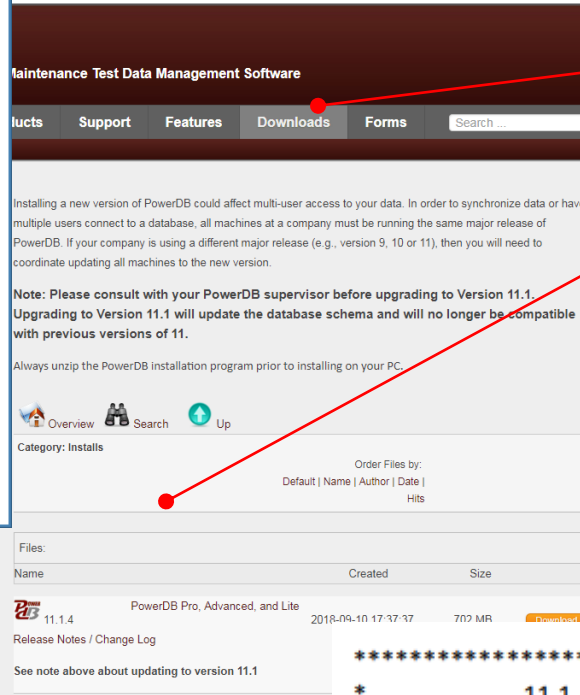 Maintenance Test Data Management Software
ducts Support Features Downloads Forms Search ...
Installing a new version of PowerDB could affect multi-user access to your data. In order to synchronize data or have
multiple users connect to a database, all machines at a company must be running the same major release of
PowerDB. If your company is using a different major release (e.g., version 9, 10 or 11), then you will need to
coordinate updating all machines to the new version.
Note: Please consult with your PowerDB supervisor before upgrading to Version 11.1.
Upgrading to Version 11.1 will update the database schema and will no longer be compatible
with previous versions of 11.
Always unzip the PowerDB installation program prior to installing on your PC.
Overview Search Up
Category: Installs
Order Files by:
Default | Name | Author | Date |
Hits
Files:
Name Created Size
PowerDB Pro, Advanced, and Lite
11.1.4 2018-09-10 17:37:37 702 MB Download
Release Notes / Change Log
See note above about updating to version 11.1
****************
* 11.1